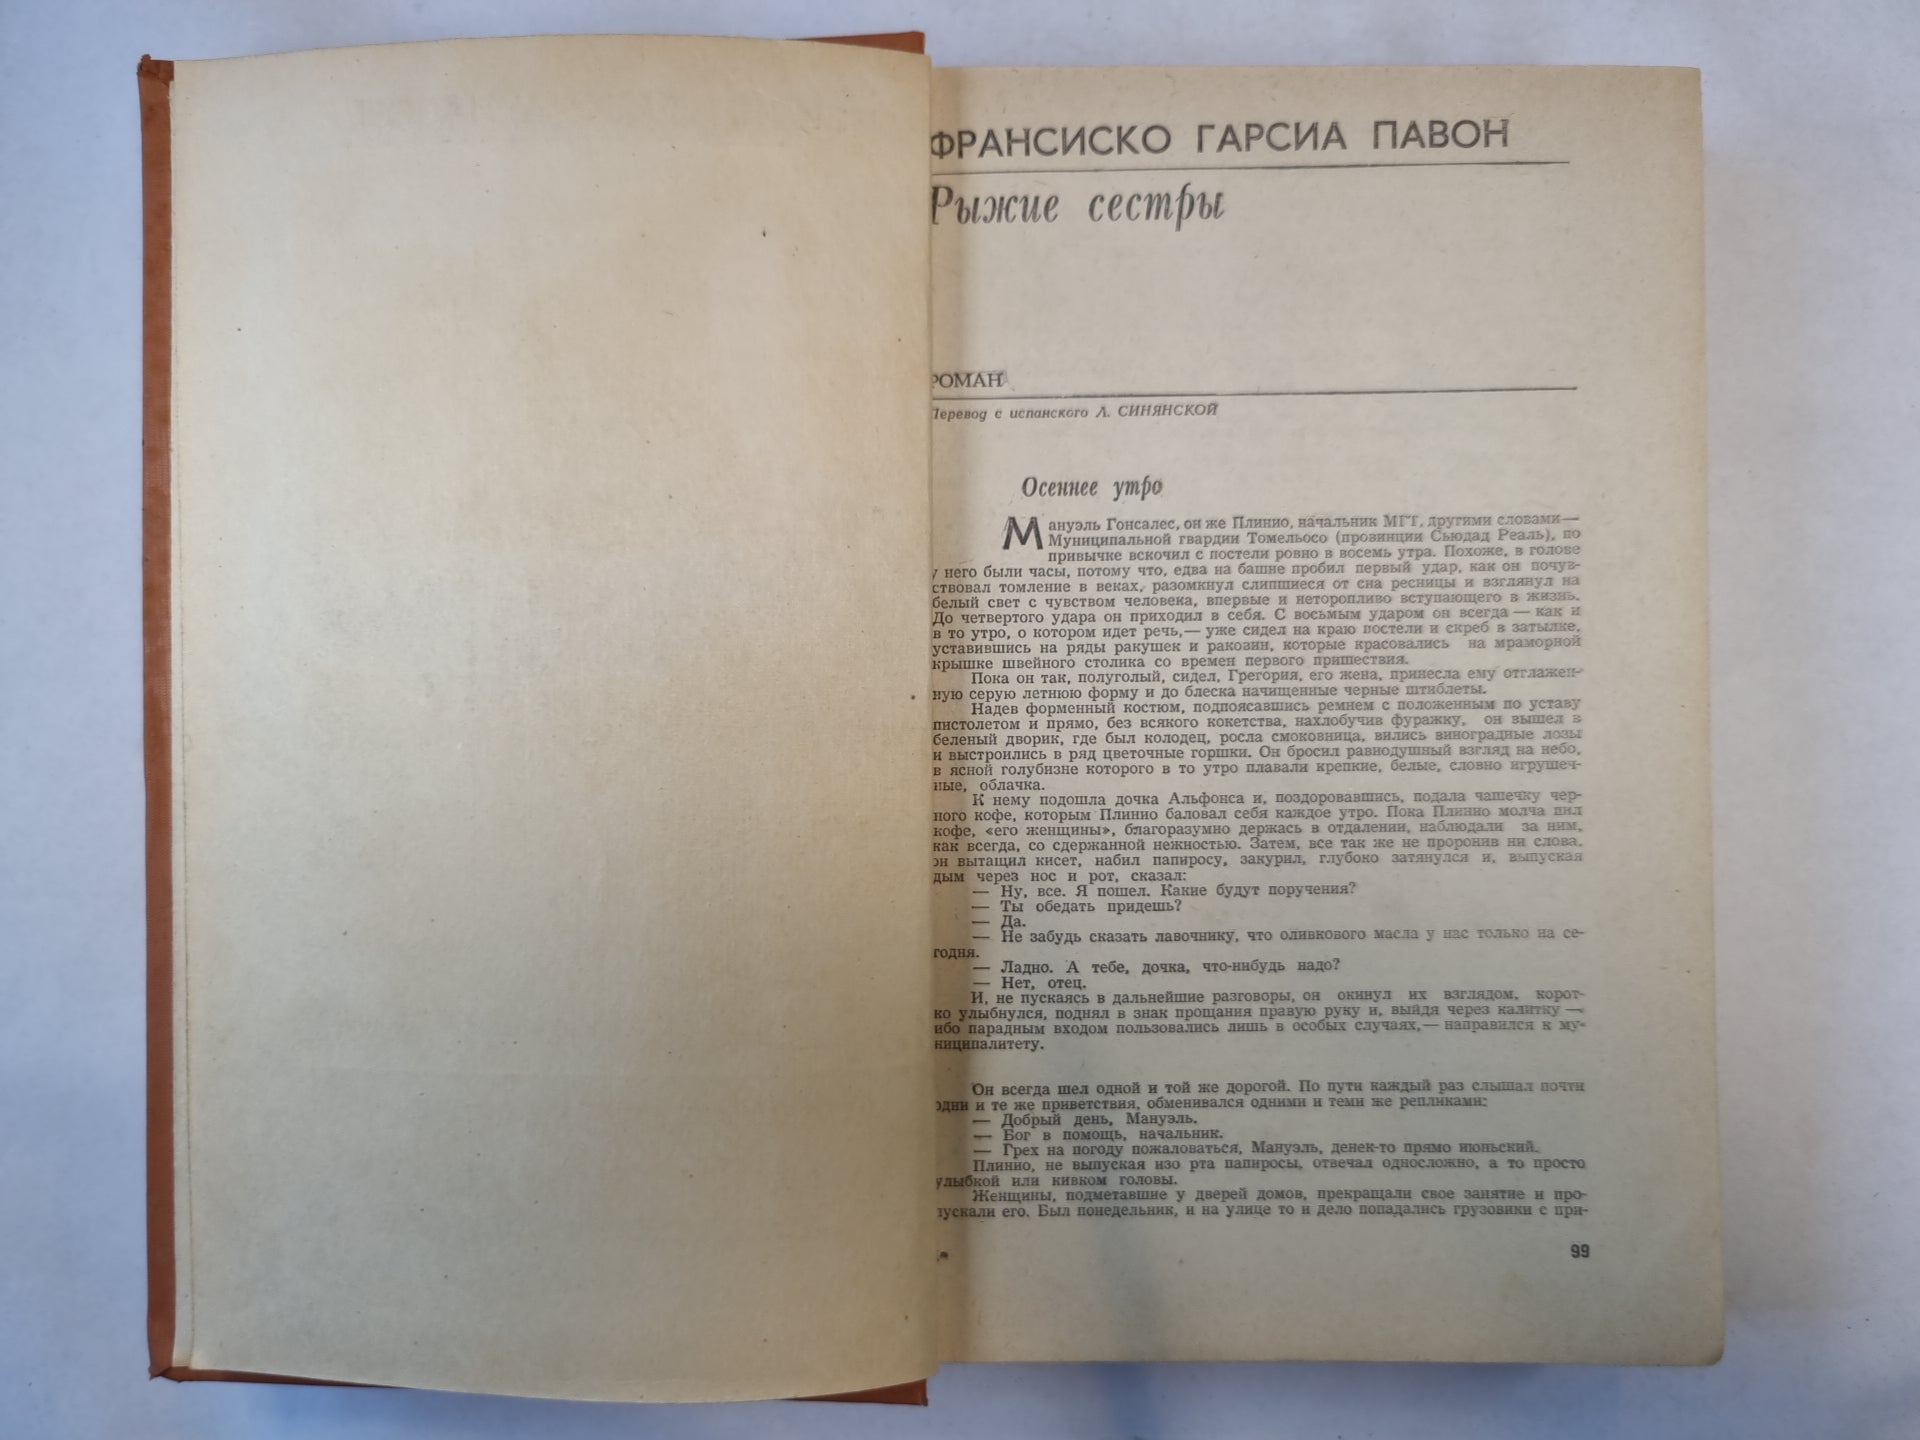 ФРАНСИСКО ГАРСИА ПАВОН
Рыжие сестры
РОМАН
Перевод с испанского Л. СИНЯНСКОЙ
Осеннее утро
Мануэль Гонсалес, он же Плинио, начальник МГТ, другими словами —
Муниципальной гвардии Томельосо (провинции Сьюдад Реаль), по
привычке вскочил с постели ровно в восемь утра. Похоже, в голове
у него были часы, потому что, едва на башне пробил первый удар, как он почув-
ствовал томление в веках, разомкнул слипшиеся от сна ресницы и взглянул на
белый свет с чувством человека, впервые и неторопливо вступающего в жизнь.
До четвертого удара он приходил в себя. С восьмым ударом он всегда — как и
в то утро, о котором идет речь,— уже сидел на краю постели и скреб в затылке,
уставившись на ряды ракушек и раковин, которые красовались на мраморной
крышке швейного столика со времен первого пришествия.
Пока он так, полуголый, сидел, Грегория, его жена, принесла ему отглажен-
ную серую летнюю форму и до блеска начищенные черные штиблеты.
Надев форменный костюм, подпоясавшись ремнем с положенным по уставу
пистолетом и прямо, без всякого кокетства, нахлобучив фуражку, он вышел в
беленый дворик, где был колодец, росла смоковница, вились виноградные лозы
и выстроились в ряд цветочные горшки. Он бросил равнодушный взгляд на небо,
в ясной голубизне которого в то утро плавали крепкие, белые, словно игрушеч-
ные, облачка.
К нему подошла дочка Альфонса и, поздоровавшись, подала чашечку чер-
ного кофе, которым Плинио баловал себя каждое утро. Пока Плинио молча пил
кофе, «его женщины», благоразумно держась в отдалении, наблюдали за ним,
как всегда, со сдержанной нежностью. Затем, все так же не проронив ни слова,
он вытащил кисет, набил папиросу, закурил, глубоко затянулся и, выпуская
дым через нос и рот, сказал:
— Ну, все. Я пошел. Какие будут поручения?
— Ты обедать придешь?
— Да.
— Не забудь сказать лавочнику, что оливкового масла у нас только на се-
годня.
— Ладно. А тебе, дочка, что-нибудь надо?
— Нет, отец.
И, не пускаясь в дальнейшие разговоры, он окинул их взглядом, корот-
ко улыбнулся, поднял в знак прощания правую руку и, выйдя через калитку —
ибо парадным входом пользовались лишь в особых случаях,— направился к му-
ниципалитету.
Он всегда шел одной и той же дорогой. По пути каждый раз слышал почти
одни и те же приветствия, обменивался одними и теми же репликами:
— Добрый день, Мануэль.
— Бог в помощь, начальник.
— Грех на погоду пожаловаться, Мануэль, денек-то прямо июньский.
Плинио, не выпуская изо рта папиросы, отвечал односложно, а то просто
улыбкой или кивком головы.
Женщины, подметавшие у дверей домов, прекращали свое занятие и про-
пускали его. Был понедельник, и на улице то и дело попадались грузовики с при-
99